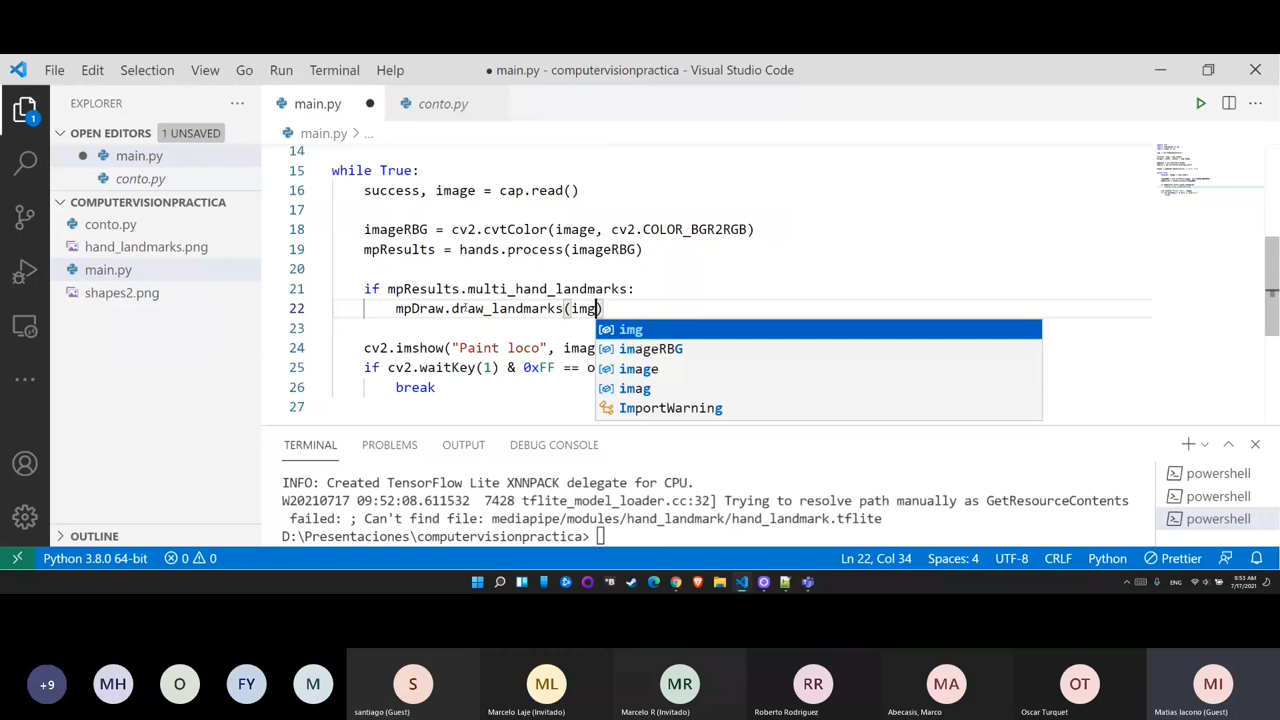 File Edit Selection View Go Run Terminal Help ● main.py - computervisionpractica - Visual Studio Code
EXPLORER ···
main.py ●
conto.py
OPEN EDITORS 1 UNSAVED
● main.py
conto.py
COMPUTERVISIONPRACTICA
conto.py
hand_landmarks.png
main.py
shapes2.png
OUTLINE
main.py > ...
14
15 while True:
16 success, image = cap.read()
17
18 imageRBG = cv2.cvtColor(image, cv2.COLOR_BGR2RGB)
19 mpResults = hands.process(imageRBG)
20
21 if mpResults.multi_hand_landmarks:
22 mpDraw.draw_landmarks(img)
23
24 cv2.imshow("Paint loco", imag
25 if cv2.waitKey(1) & 0xFF == o
26 break
27
img
imageRBG
image
imag
ImportWarning
TERMINAL PROBLEMS OUTPUT DEBUG CONSOLE
INFO: Created TensorFlow Lite XNNPACK delegate for CPU.
W20210717 09:52:08.611532 7428 tflite_model_loader.cc:32] Trying to resolve path manually as GetResourceContents
failed: ; Can't find file: mediapipe/modules/hand_landmark/hand_landmark.tflite
D:\Presentaciones\computervisionpractica>
powershell
powershell
powershell
1
Python 3.8.0 64-bit 0 0 Ln 22, Col 34 Spaces: 4 UTF-8 CRLF Python Prettier
ENG 9:53 AM
7/17/2021
+9 MH O FY M S ML MR RR MA OT MI
santiago (Guest) Marcelo Laje (Invitado) Marcelo R (Invitado) Roberto Rodriguez Abecasis, Marco Oscar Turquet Matias Iacono (Guest)